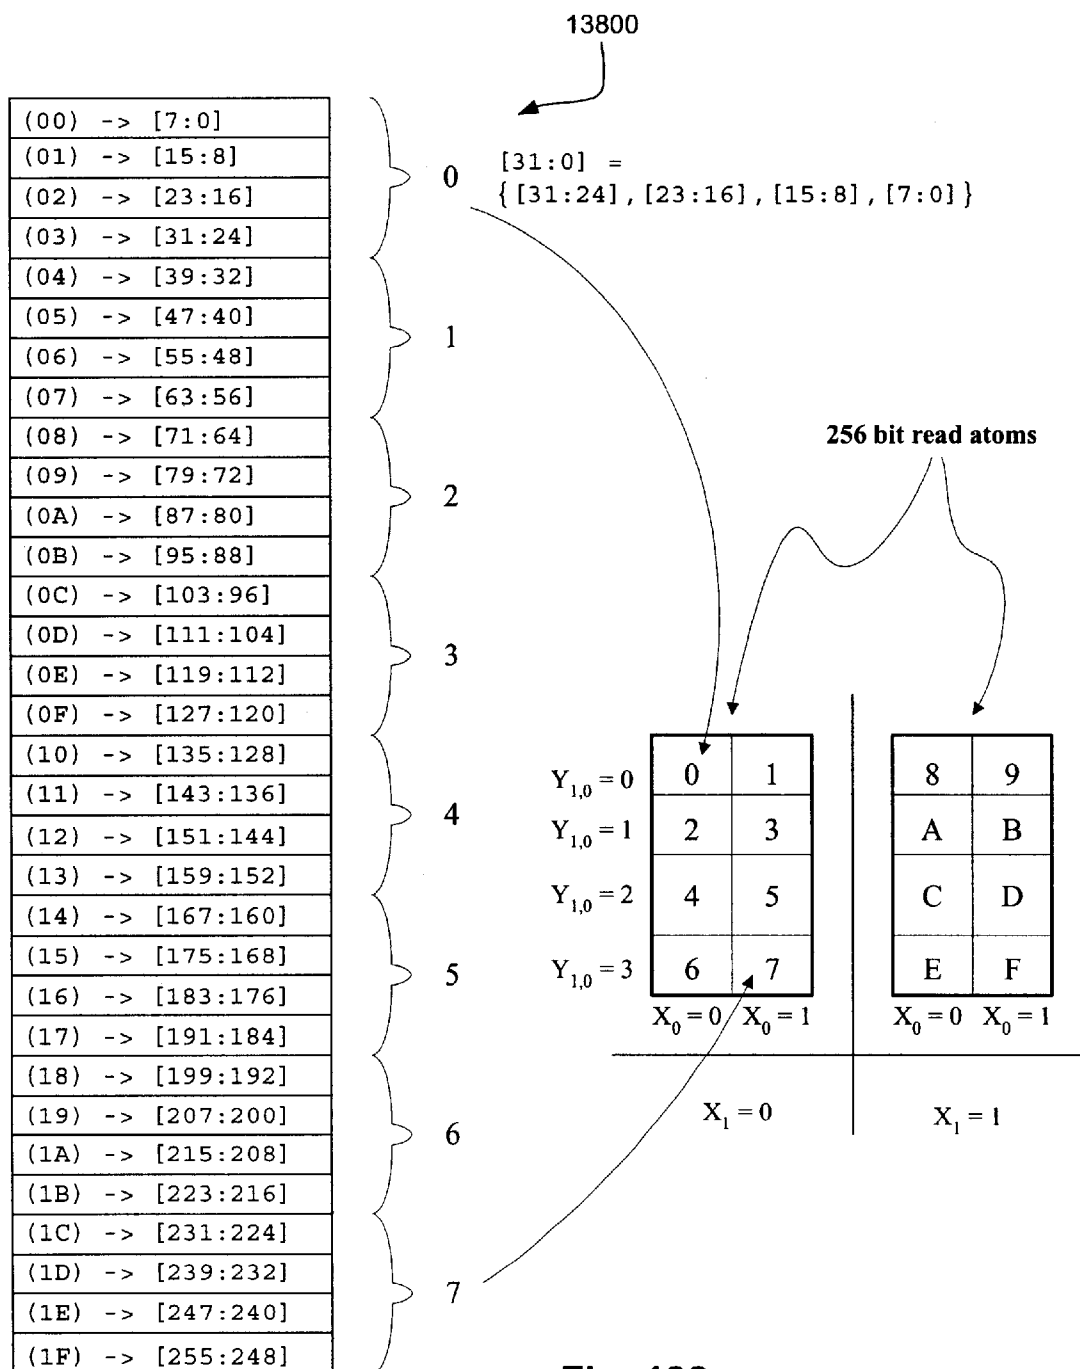 13800
(00) -> [7:0]
(01) -> [15:8]
(02) -> [23:16]
(03) -> [31:24]
(04) -> [39:32]
(05) -> [47:40]
(06) -> [55:48]
(07) -> [63:56]
(08) -> [71:64]
(09) -> [79:72]
(0A) -> [87:80]
(0B) -> [95:88]
(0C) -> [103:96]
(0D) -> [111:104]
(0E) -> [119:112]
(0F) -> [127:120]
(10) -> [135:128]
(11) -> [143:136]
(12) -> [151:144]
(13) -> [159:152]
(14) -> [167:160]
(15) -> [175:168]
(16) -> [183:176]
(17) -> [191:184]
(18) -> [199:192]
(19) -> [207:200]
(1A) -> [215:208]
(1B) -> [223:216]
(1C) -> [231:224]
(1D) -> [239:232]
(1E) -> [247:240]
(1F) -> [255:248]
0
1
2
3
4
5
6
7
[31:0] =
{[31:24],[23:16],[15:8],[7:0]}
256 bit read atoms
Y1,0 = 0 0 1 8 9
Y1,0 = 1 2 3 A B
Y1,0 = 2 4 5 C D
Y1,0 = 3 6 7 E F
X0 = 0 X0 = 1 X0 = 0 X0 = 1
X1 = 0 X1 = 1